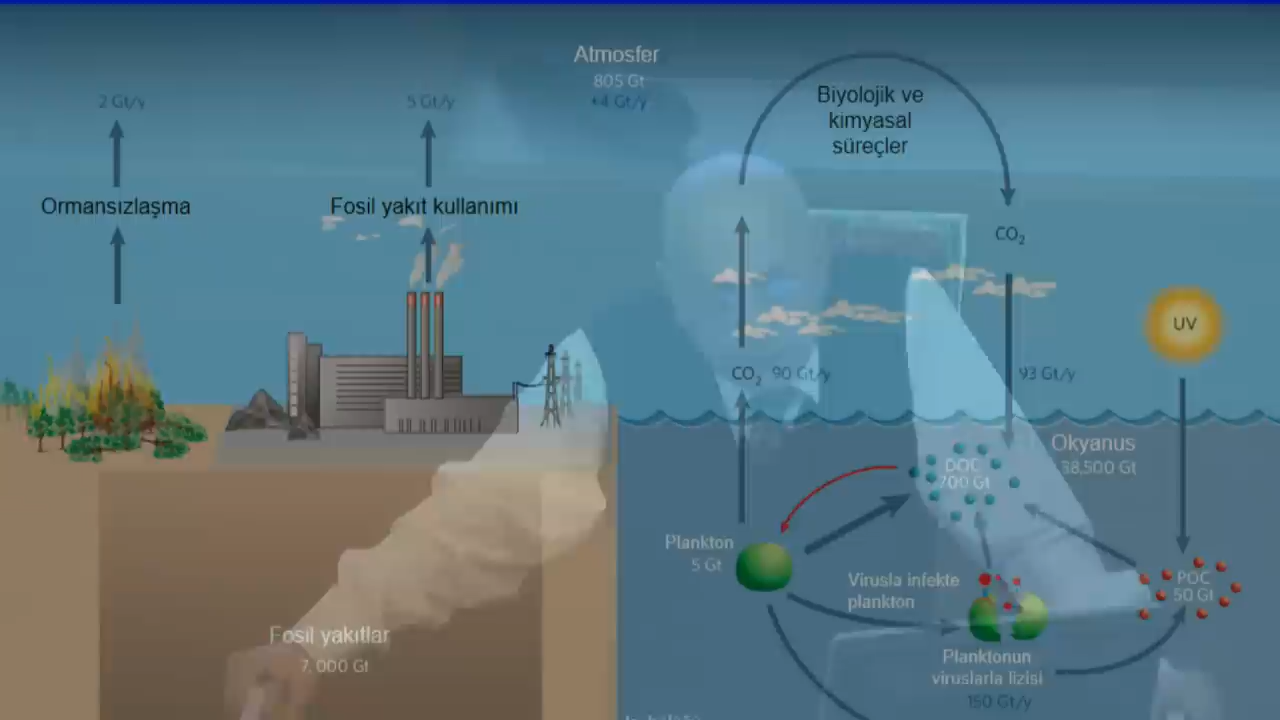 Atmosfer
805 Gt
+4 Gt/y
2 Gt/y
5 Gt/y
Biyolojik ve
kimyasal
süreçler
Ormansızlaşma
Fosil yakıt kullanımı
CO₂
UV
CO₂ 90 Gt/y
93 Gt/y
Okyanus
38,500 Gt
DOC
700 Gt
Plankton
5 Gt
Virusla infekte
plankton
POC
50 Gt
Fosil yakıtlar
7, 000 Gt
Planktonun
viruslarla lizisi
150 Gt/y